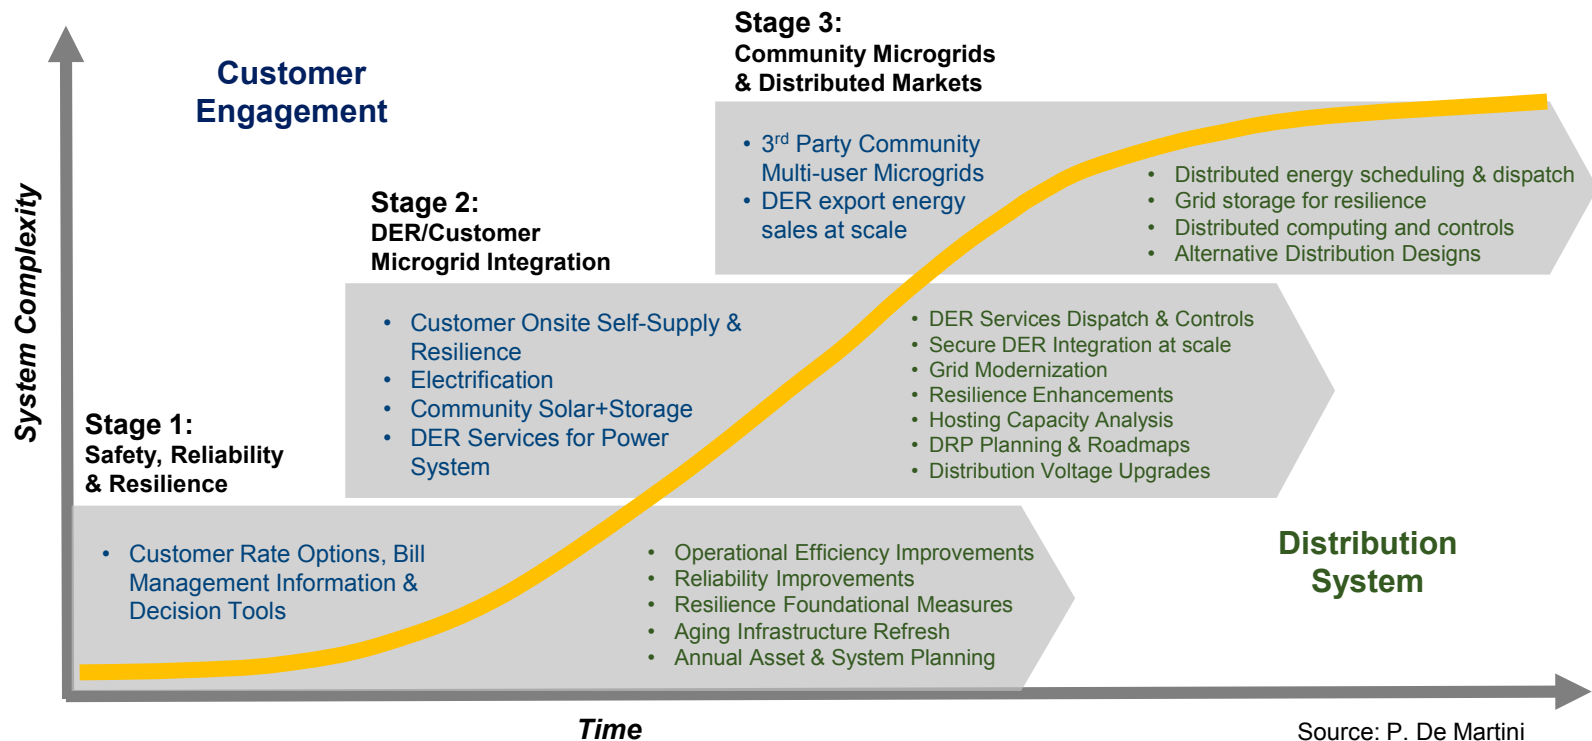 Stage 3:
Community Microgrids
& Distributed Markets
Customer
Engagement
• 3rd Party Community
Multi-user Microgrids
• DER export energy
sales at scale
• Distributed energy scheduling & dispatch
• Grid storage for resilience
• Distributed computing and controls
• Alternative Distribution Designs
Stage 2:
DER/Customer
Microgrid Integration
• Customer Onsite Self-Supply &
Resilience
• Electrification
• Community Solar+Storage
• DER Services for Power
System
• DER Services Dispatch & Controls
• Secure DER Integration at scale
• Grid Modernization
• Resilience Enhancements
• Hosting Capacity Analysis
• DRP Planning & Roadmaps
• Distribution Voltage Upgrades
System Complexity
Stage 1:
Safety, Reliability
& Resilience
• Customer Rate Options, Bill
Management Information &
Decision Tools
• Operational Efficiency Improvements
• Reliability Improvements
• Resilience Foundational Measures
• Aging Infrastructure Refresh
• Annual Asset & System Planning
Distribution
System
Time
Source: P. De Martini